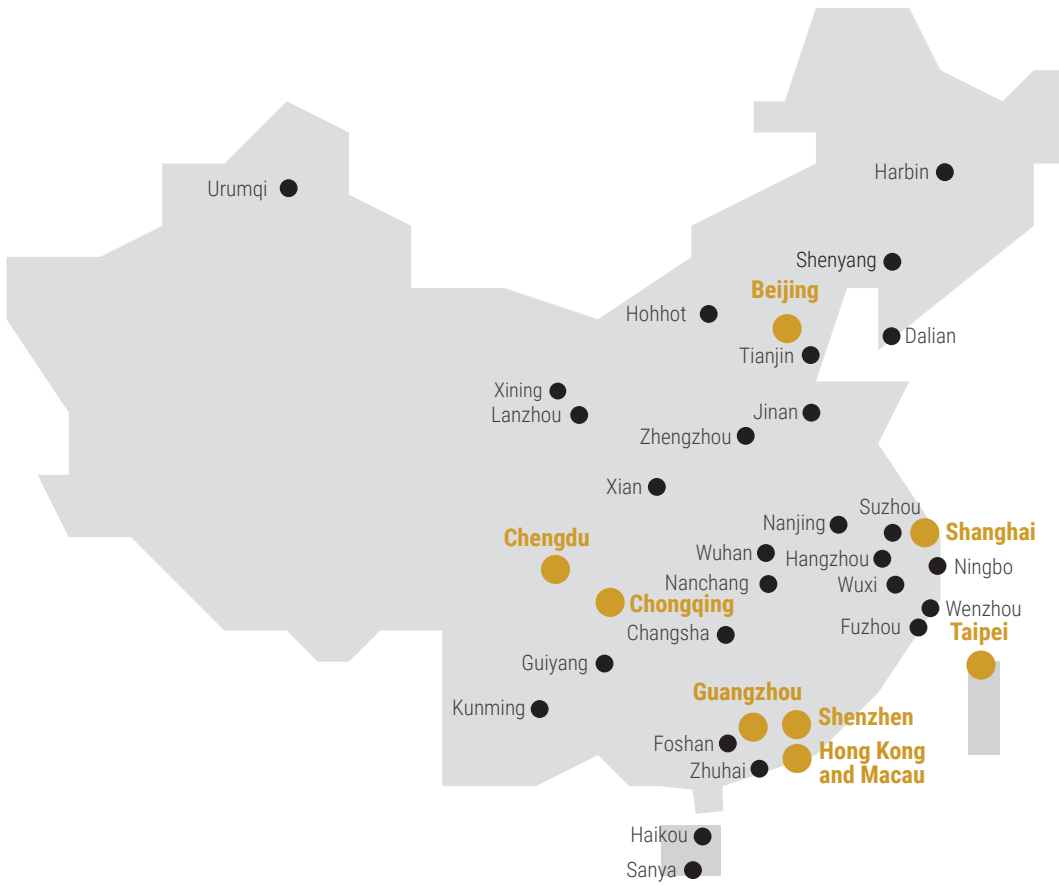 Harbin
Urumqi
Shenyang
Beijing
Hohhot
Dalian
Tianjin
Xining
Jinan
Lanzhou
Zhengzhou
Xian
Suzhou
Nanjing
Shanghai
Chengdu
Wuhan
Hangzhou
Ningbo
Nanchang
Wuxi
Chongqing
Wenzhou
Changsha
Fuzhou
Taipei
Guiyang
Guangzhou
Kunming
Shenzhen
Foshan
Hong Kong
and Macau
Zhuhai
Haikou
Sanya